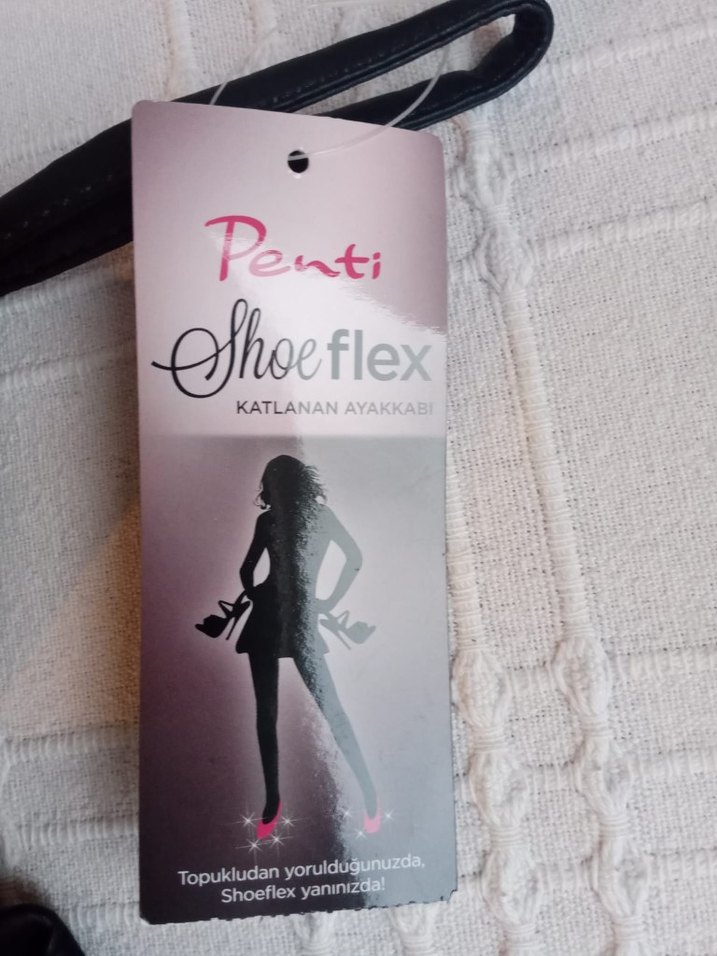 Penti
Shoeflex
KATLANAN AYAKKABI
Topukludan yorulduğunuzda,
Shoeflex yanınızda!